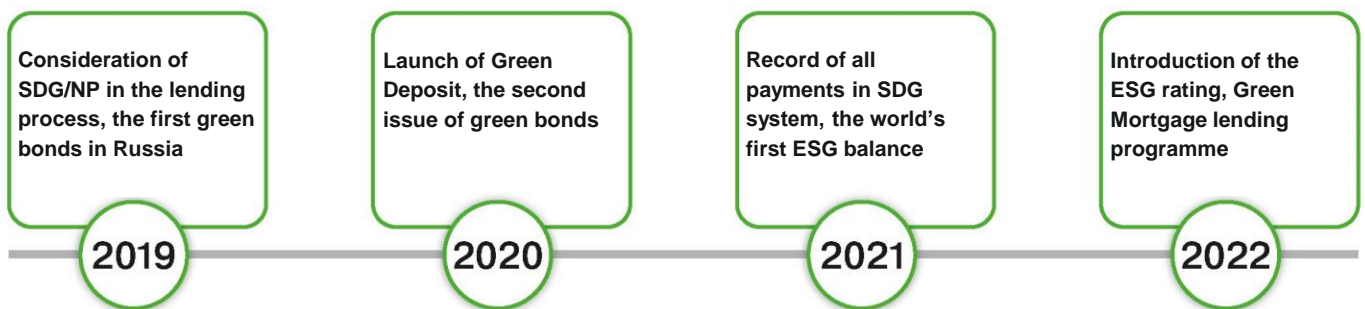 Consideration of
SDG/NP in the lending
process, the first green
bonds in Russia
2019
Launch of Green
Deposit, the second
issue of green bonds
2020
Record of all
payments in SDG
system, the world's
first ESG balance
2021
Introduction of the
ESG rating, Green
Mortgage lending
programme
2022